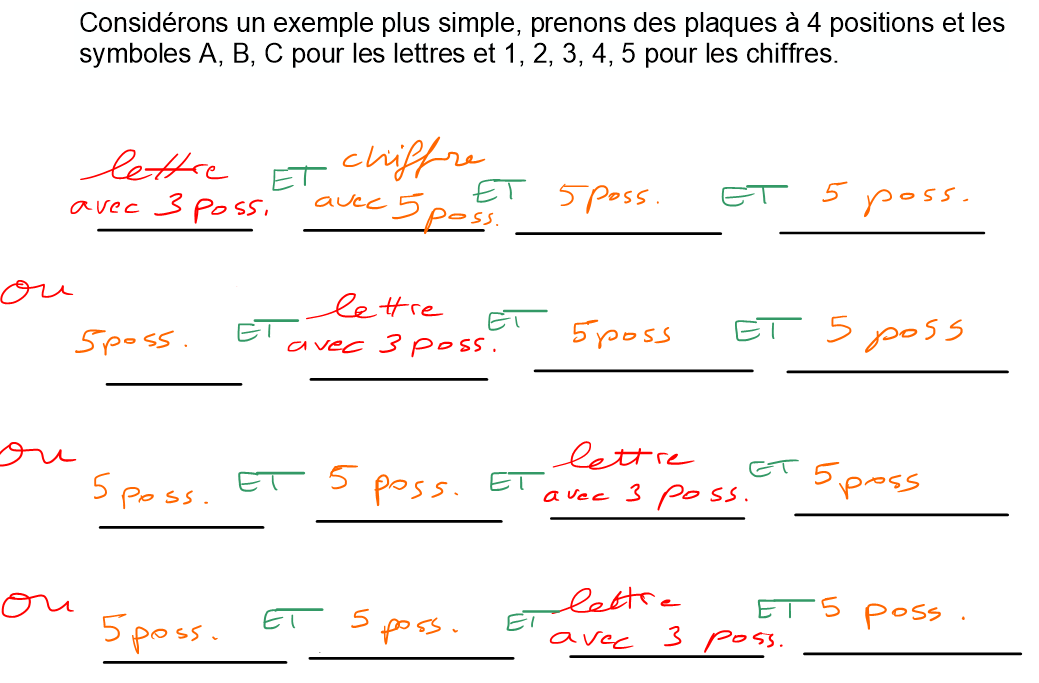 Considérons un exemple plus simple, prenons des plaques à 4 positions et les
symboles A, B, C pour les lettres et 1, 2, 3, 4, 5 pour les chiffres.
lettre avec 3 poss. ET chiffre avec 5 poss. ET 5 poss. ET 5 poss.
ou
5 poss. ET lettre avec 3 poss. ET 5 poss ET 5 poss
ou
5 poss. ET 5 poss. ET lettre avec 3 poss. ET 5 poss
ou
5 poss. ET 5 poss. ET lettre avec 3 poss. ET 5 poss.